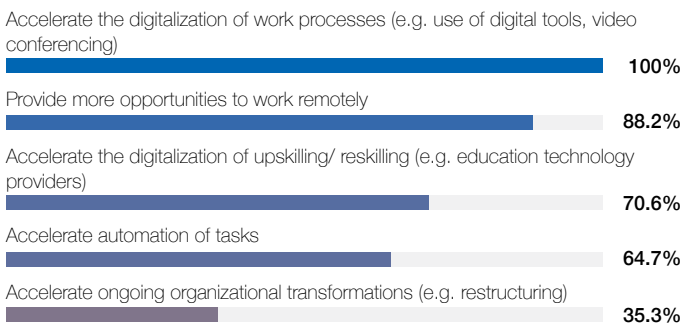 Accelerate the digitalization of work processes (e.g. use of digital tools, video
conferencing)
100%
Provide more opportunities to work remotely
88.2%
Accelerate the digitalization of upskilling/ reskilling (e.g. education technology
providers)
70.6%
Accelerate automation of tasks
64.7%
Accelerate ongoing organizational transformations (e.g. restructuring)
35.3%